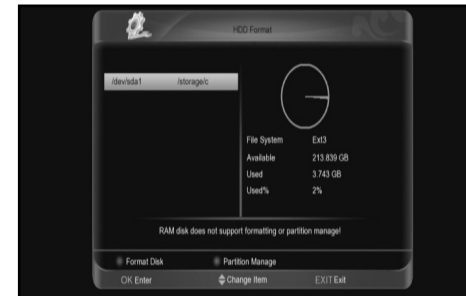 HDD Format
/dev/sda1 /storage/c
File System Ext3
Available 213.839 GB
Used 3.743 GB
Used% 2%
RAM disk does not support formatting or partition manage!
Format Disk Partition Manage
OK Enter Change Item EXIT Exit